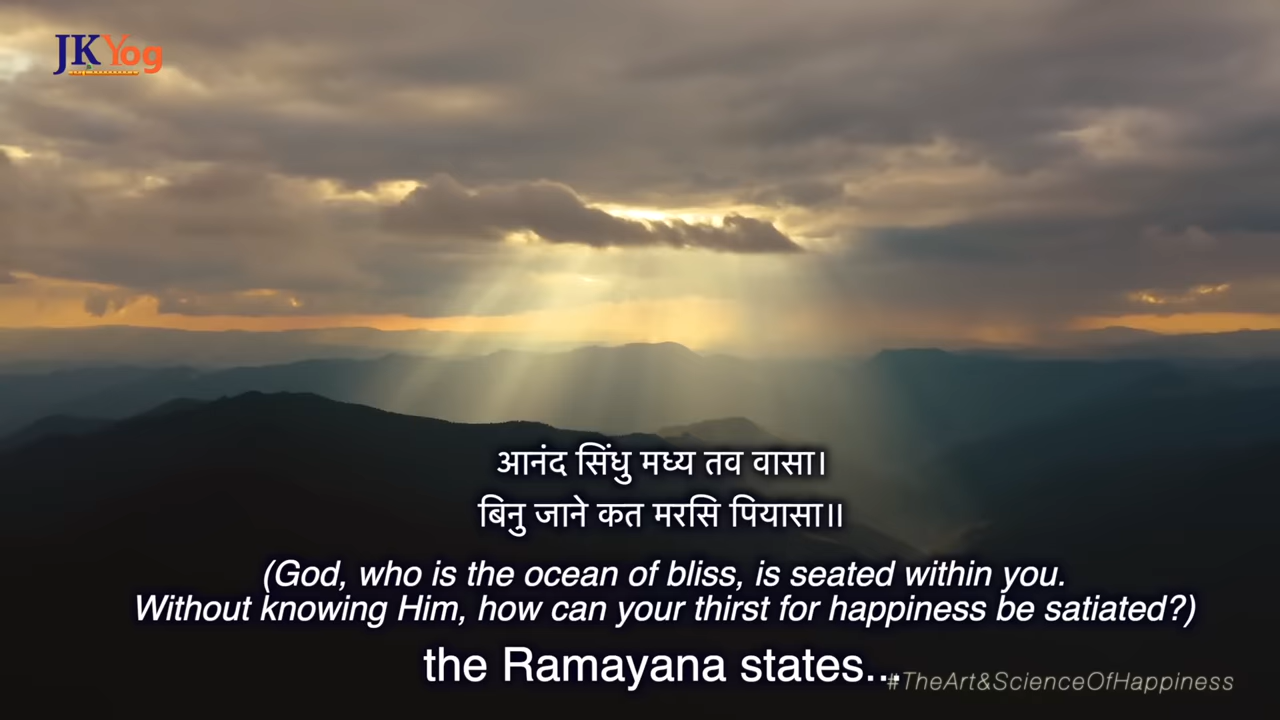 JKYog
आनंद सिंधु मध्य तव वासा।
बिनु जाने कत मरसि पियासा॥
(God, who is the ocean of bliss, is seated within you.
Without knowing Him, how can your thirst for happiness be satiated?)
the Ramayana states...
#TheArt&ScienceOfHappiness